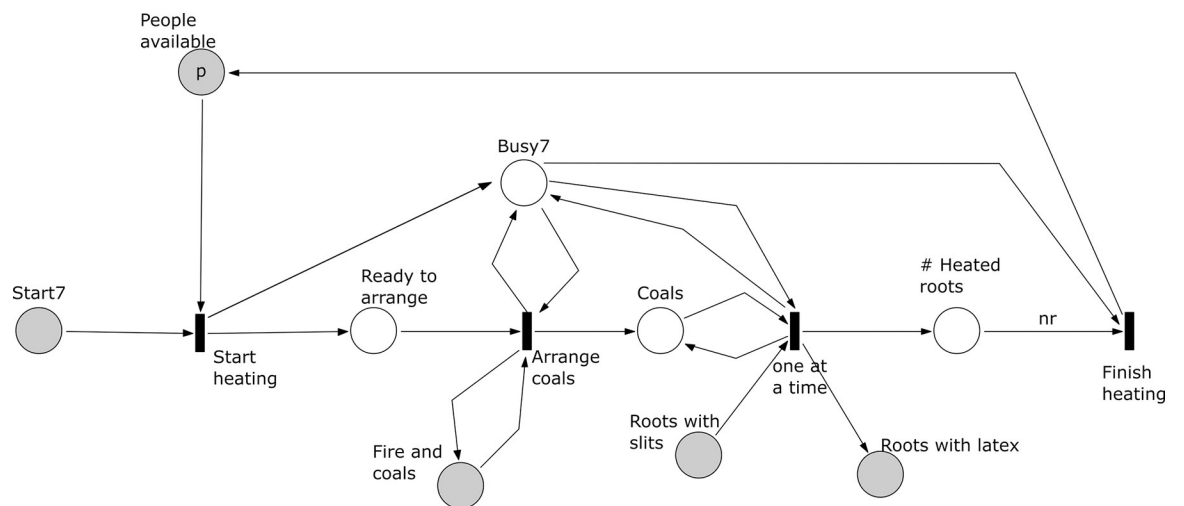 People
available
p
Busy7
Start7
Ready to
arrange
Coals
# Heated
roots
nr
Start
heating
Arrange
coals
one at
a time
Finish
heating
Roots with
slits
Roots with latex
Fire and
coals